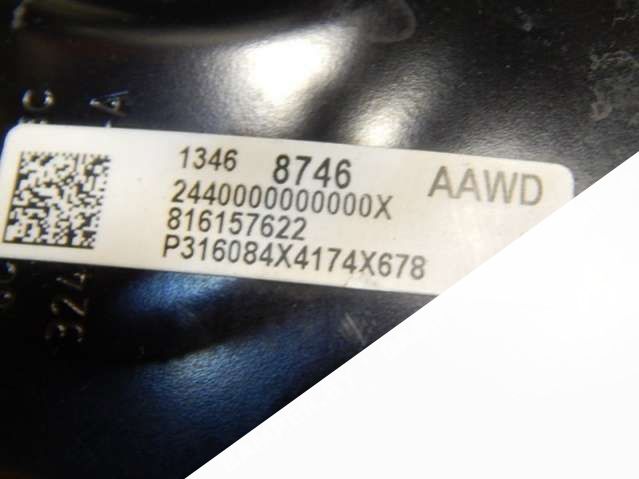 1346 8746 AAWD
2440000000000X
816157622
P316084X4174X678